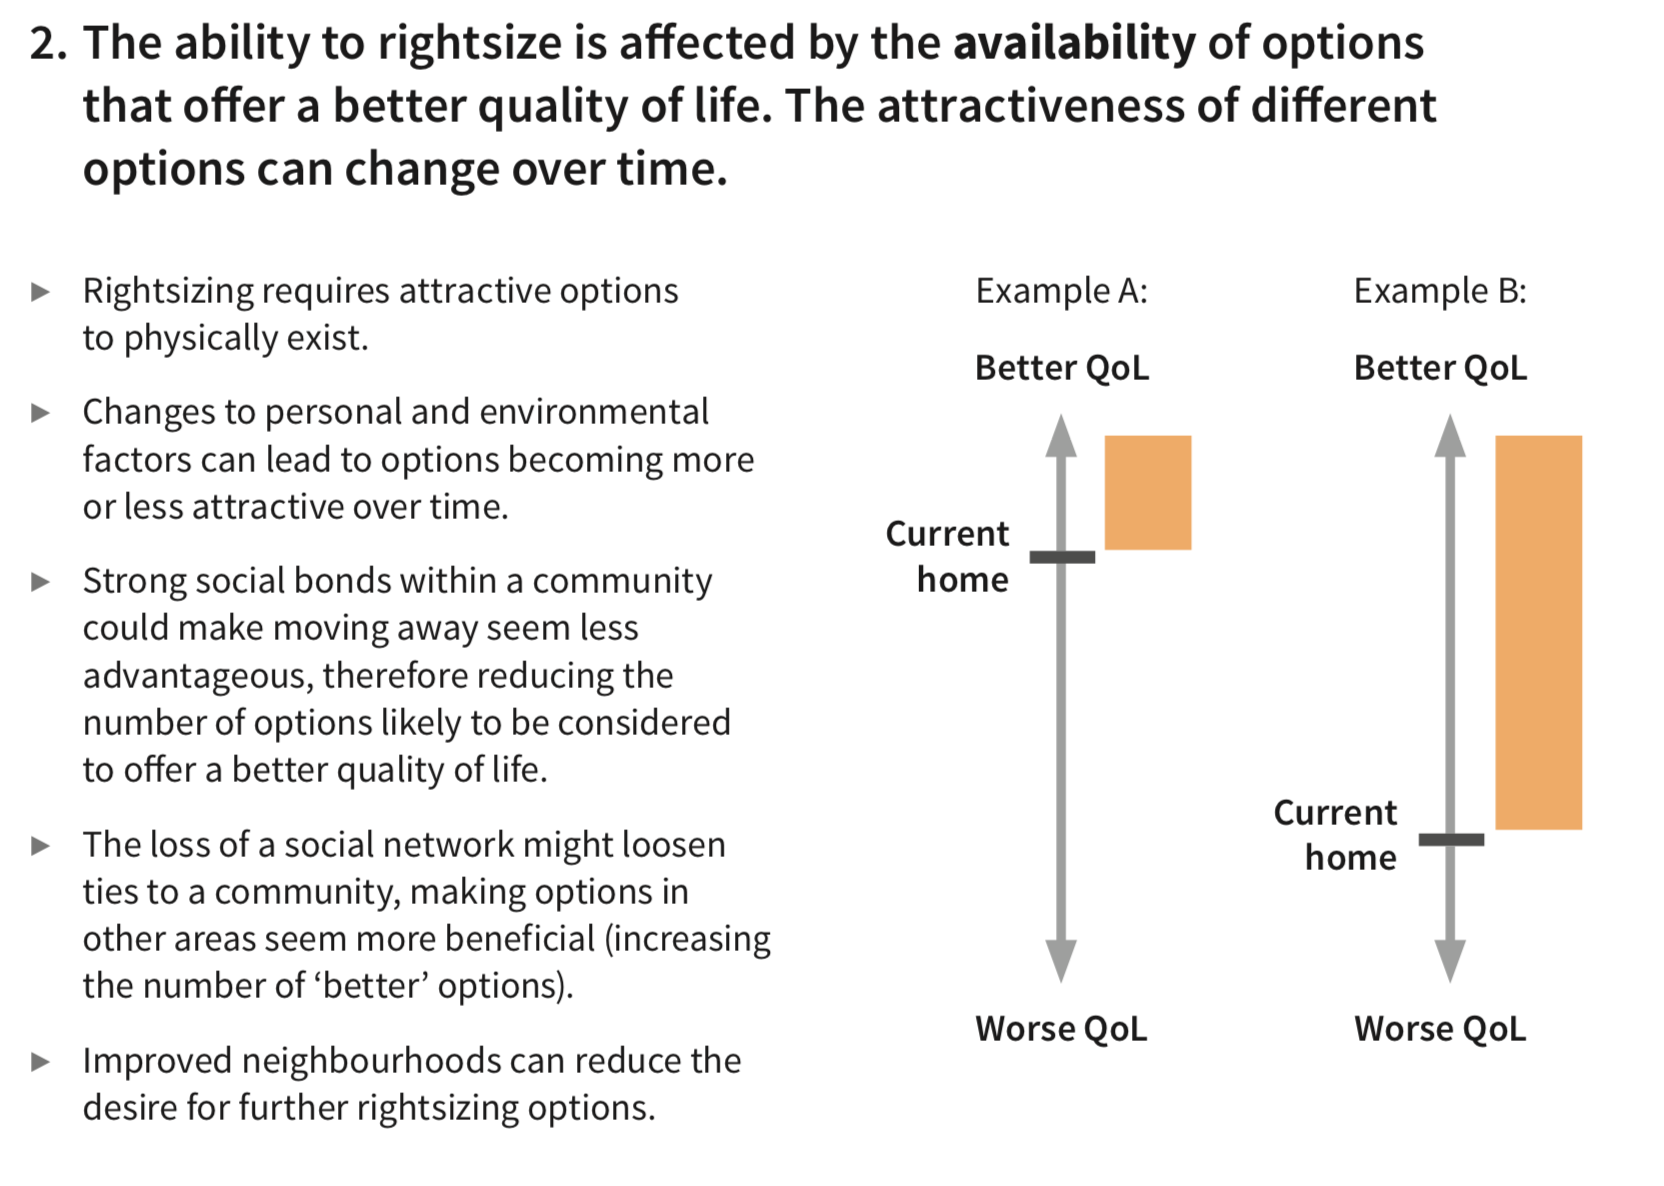 2. The ability to rightsize is affected by the availability of options
that offer a better quality of life. The attractiveness of different
options can change over time.
► Rightsizing requires attractive options
to physically exist.
► Changes to personal and environmental
factors can lead to options becoming more
or less attractive over time.
► Strong social bonds within a community
could make moving away seem less
advantageous, therefore reducing the
number of options likely to be considered
to offer a better quality of life.
► The loss of a social network might loosen
ties to a community, making options in
other areas seem more beneficial (increasing
the number of ‘better’ options).
► Improved neighbourhoods can reduce the
desire for further rightsizing options.
Example A:
Better QoL
Current
home
Worse QoL
Example B:
Better QoL
Current
home
Worse QoL